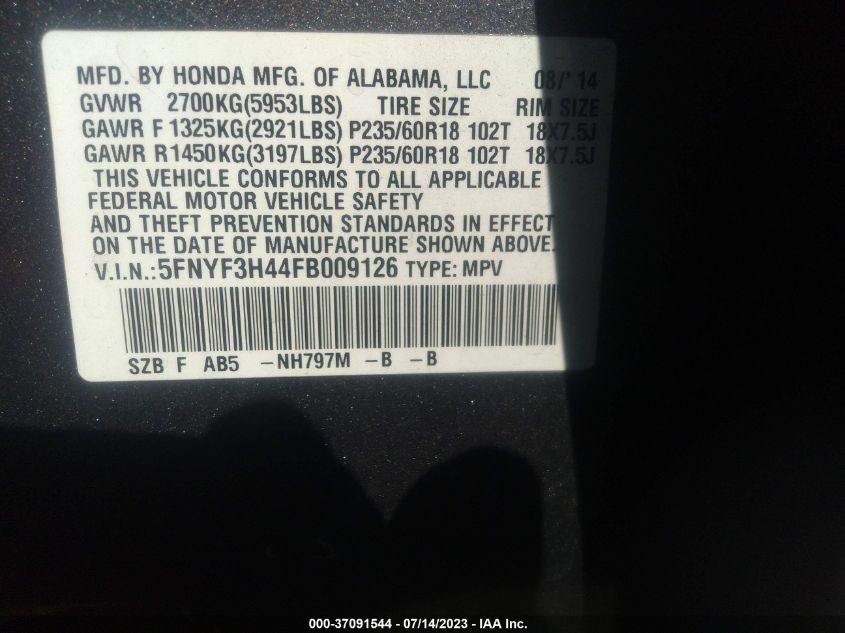 MFD. BY HONDA MFG. OF ALABAMA, LLC 08/'14
GVWR 2700KG(5953LBS) TIRE SIZE RIM SIZE
GAWR F 1325KG(2921LBS) P235/60R18 102T 18X7.5J
GAWR R1450KG(3197LBS) P235/60R18 102T 18X7.5J
THIS VEHICLE CONFORMS TO ALL APPLICABLE
FEDERAL MOTOR VEHICLE SAFETY
AND THEFT PREVENTION STANDARDS IN EFFECT
ON THE DATE OF MANUFACTURE SHOWN ABOVE.
V.I.N.:5FNYF3H44FB009126 TYPE: MPV
SZB F AB5 -NH797M -B -B
000-37091544 / 07/14/2023 - IAA Inc.